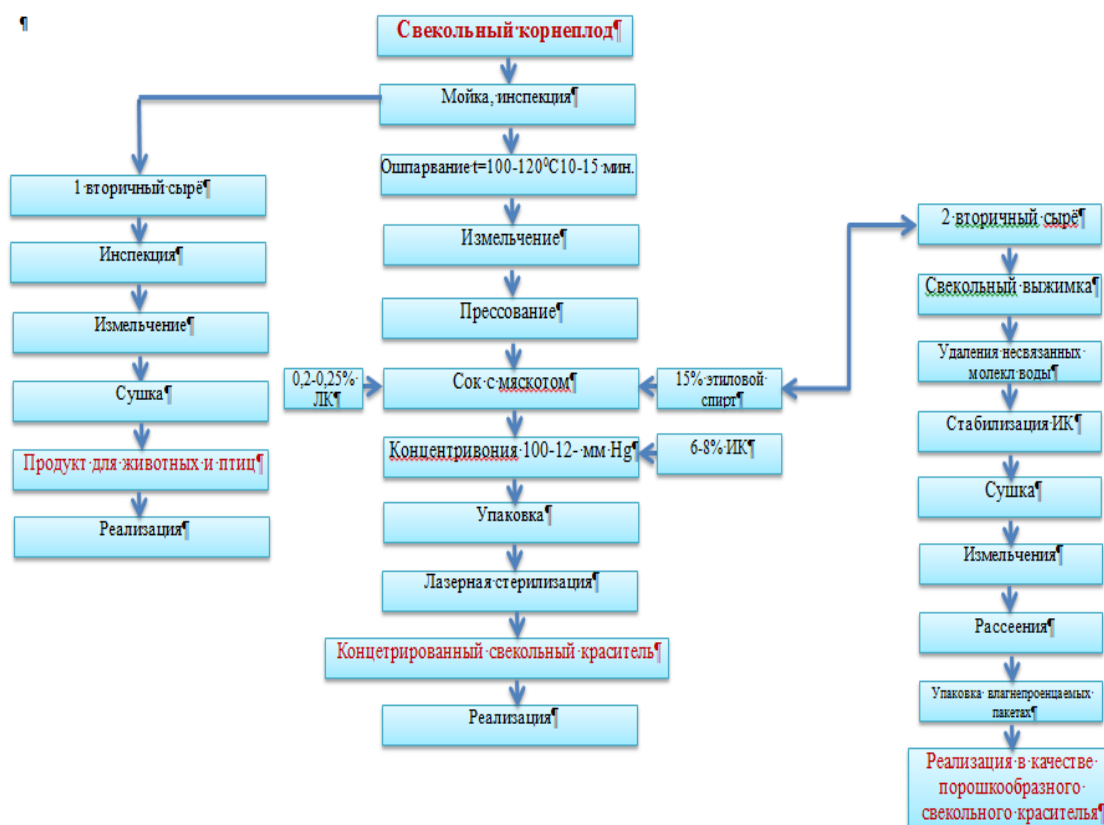 Свекольный корнеплод
Мойка, инспекция
Ошпарвание t=100-120⁰С10-15 мин.
Измельчение
Прессование
Сок с мяскотом
0,2-0,25%
ЛК
15% этиловой
спирт
Концентривония 100-12- мм Hg
6-8% ИК
Упаковка
Лазерная стерилизация
Концетрированный свекольный краситель
Реализация
1 вторичный сырё
Инспекция
Измельчение
Сушка
Продукт для животных и птиц
Реализация
2 вторичный сырё
Свекольный выжимка
Удаления несвязанных
молекл воды
Стабилизация ИК
Сушка
Измельчения
Рассеения
Упаковка влагнепроенцаемых
пакетах
Реализация в качестве
порошкообразного
свекольного красителья